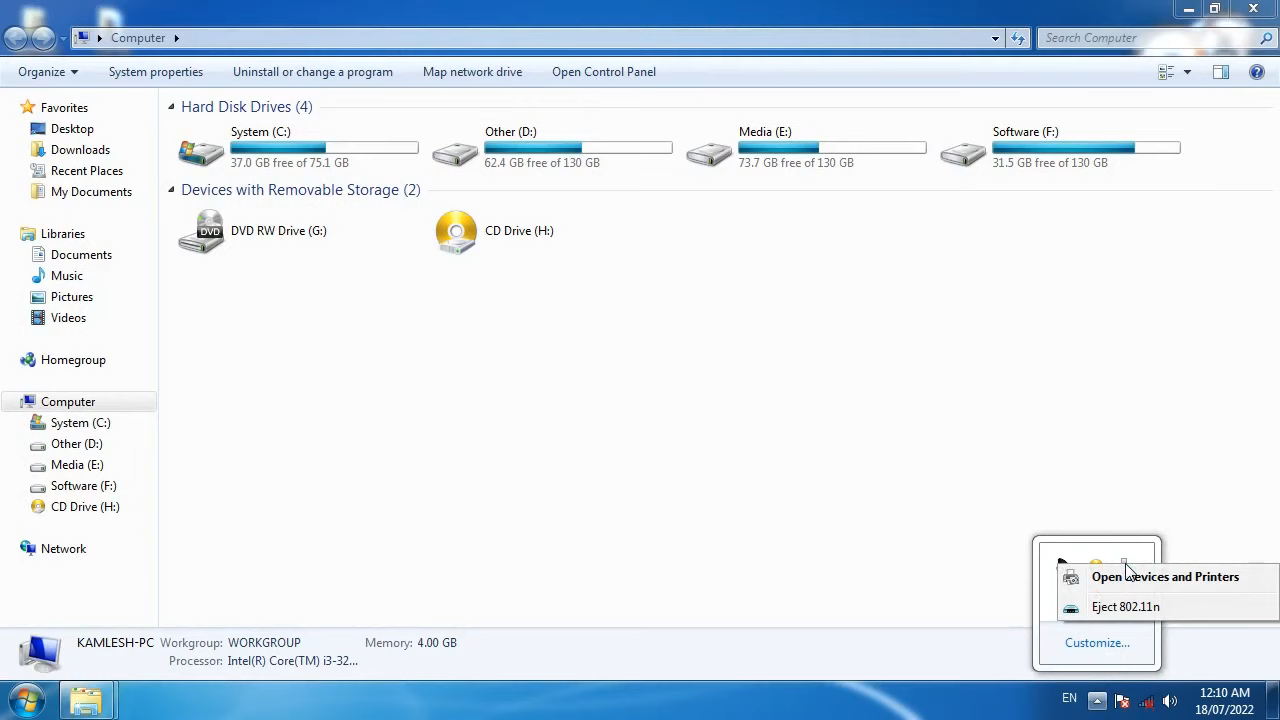 Computer
Search Computer
Organize
System properties
Uninstall or change a program
Map network drive
Open Control Panel
Favorites
Desktop
Downloads
Recent Places
My Documents
Libraries
Documents
Music
Pictures
Videos
Homegroup
Computer
System (C:)
Other (D:)
Media (E:)
Software (F:)
CD Drive (H:)
Network
Hard Disk Drives (4)
System (C:)
37.0 GB free of 75.1 GB
Other (D:)
62.4 GB free of 130 GB
Media (E:)
73.7 GB free of 130 GB
Software (F:)
31.5 GB free of 130 GB
Devices with Removable Storage (2)
DVD
DVD RW Drive (G:)
CD Drive (H:)
Open Devices and Printers
Eject 802.11n
Customize...
KAMLESH-PC
Workgroup: WORKGROUP
Memory: 4.00 GB
Processor: Intel(R) Core(TM) i3-32...
EN
12:10 AM
18/07/2022